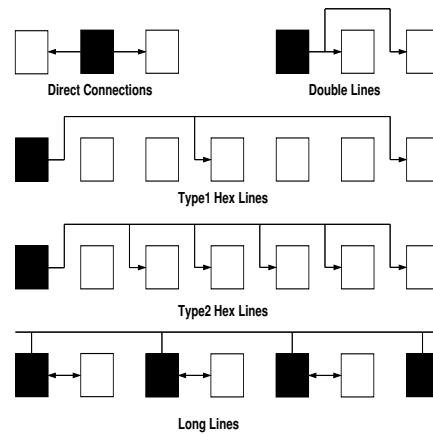 Direct Connections
Double Lines
Type1 Hex Lines
Type2 Hex Lines
Long Lines